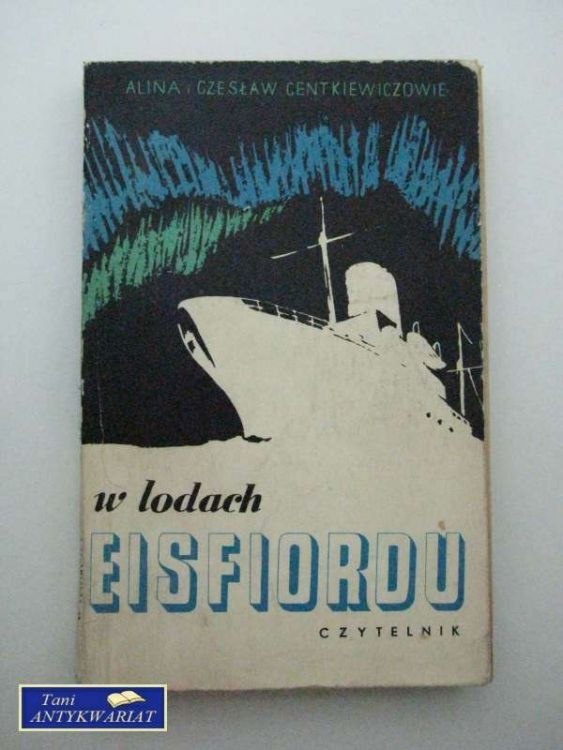 ALINA i CZESŁAW CENTKIEWICZOWIE
w lodach
EISFIORDU
CZYTELNIK
Tani
ANTYKWARIAT